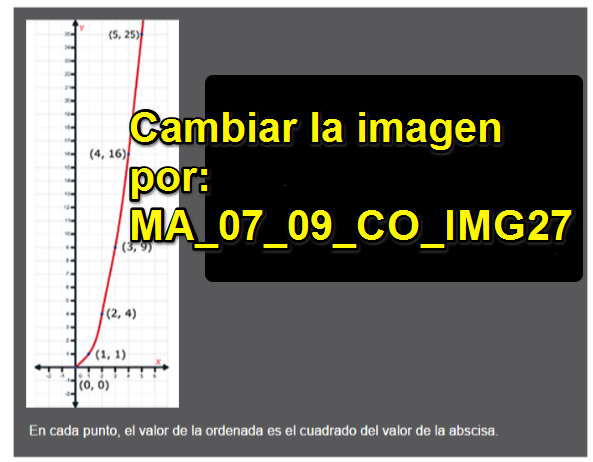 Y
(5, 25)
Cambiar la imagen
(4, 16)
por:
MA_07_09_CO_IMG27
(3, 9)
(2, 4)
(1, 1)
X
(0, 0)
En cada punto, el valor de la ordenada es el cuadrado del valor de la abscisa.